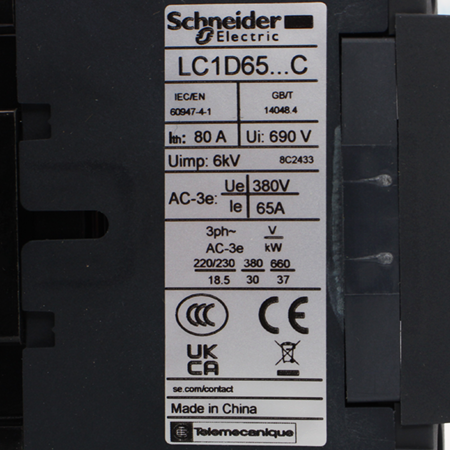 Schneider
Electric
LC1D65...C
IEC/EN GB/T
60947-4-1 14048.4
Ith: 80 A Ui: 690 V
Uimp: 6kV 8C2433
AC-3e: Ue 380V
Ie 65A
3ph~ V
AC-3e kW
220/230 380 660
18.5 30 37
CCC CE
UK
CA
se.com/contact
Made in China
Telemecanique